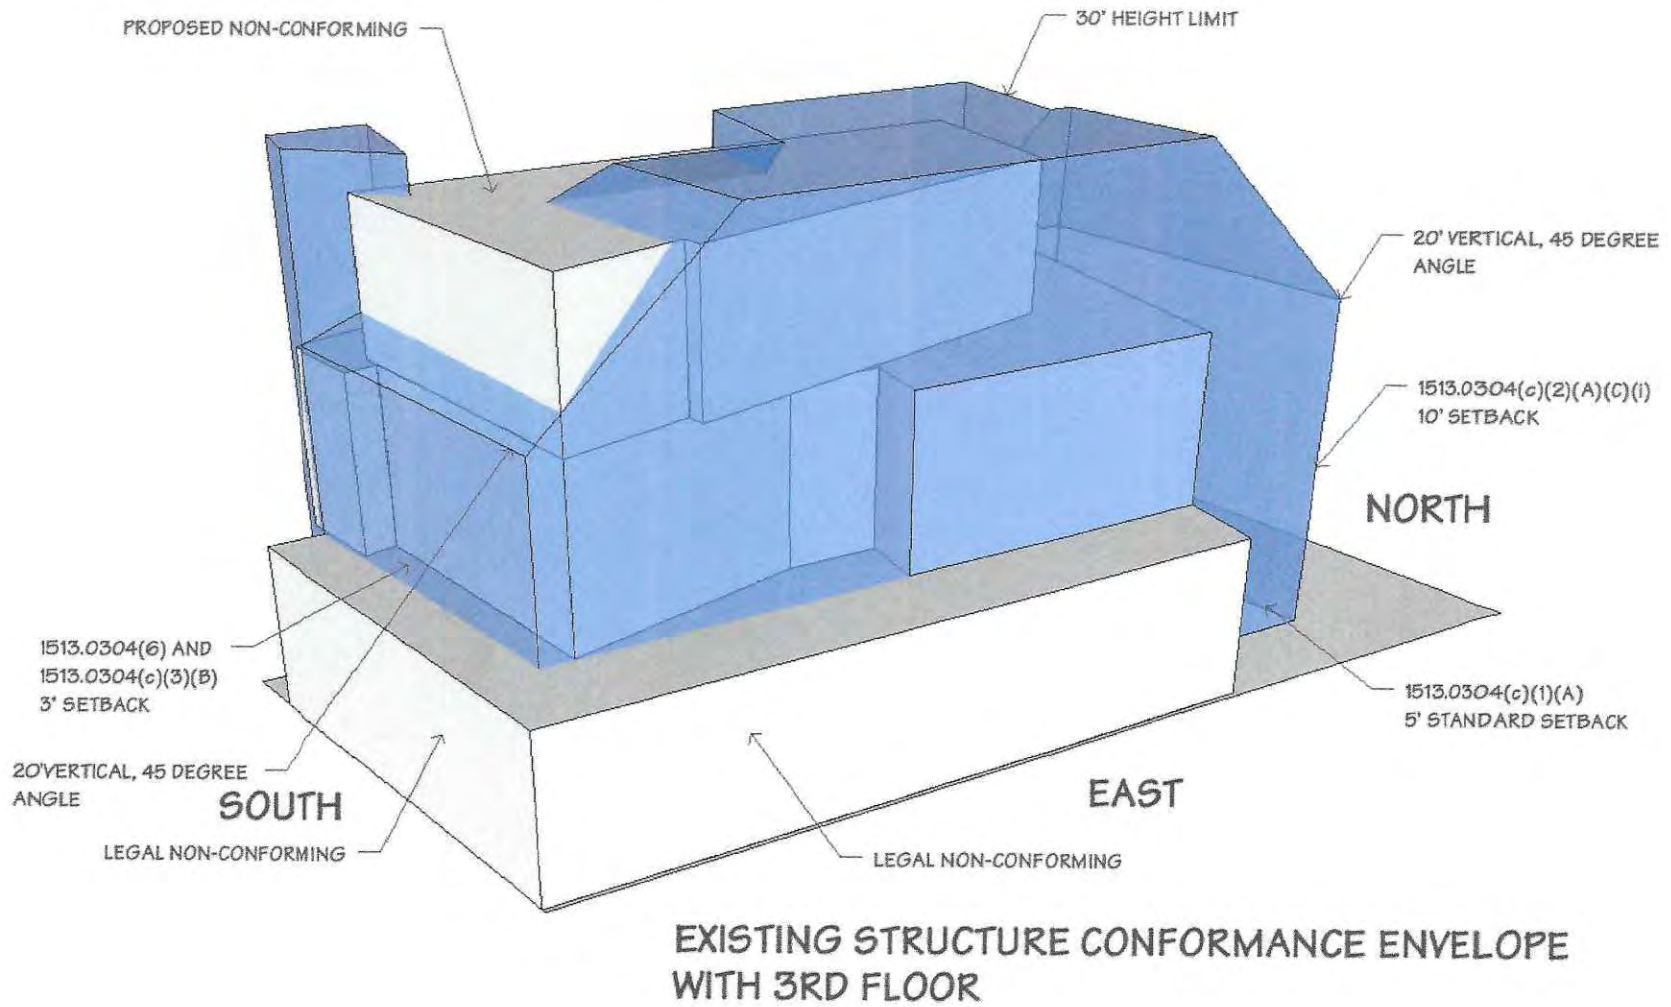 PROPOSED NON-CONFORMING
30' HEIGHT LIMIT
20' VERTICAL, 45 DEGREE
ANGLE
1513.0304(c)(2)(A)(C)(i)
10' SETBACK
NORTH
1513.0304(6) AND
1513.0304(c)(3)(B)
3' SETBACK
1513.0304(c)(1)(A)
5' STANDARD SETBACK
20'VERTICAL, 45 DEGREE
ANGLE
SOUTH
EAST
LEGAL NON-CONFORMING
LEGAL NON-CONFORMING
EXISTING STRUCTURE CONFORMANCE ENVELOPE
WITH 3RD FLOOR